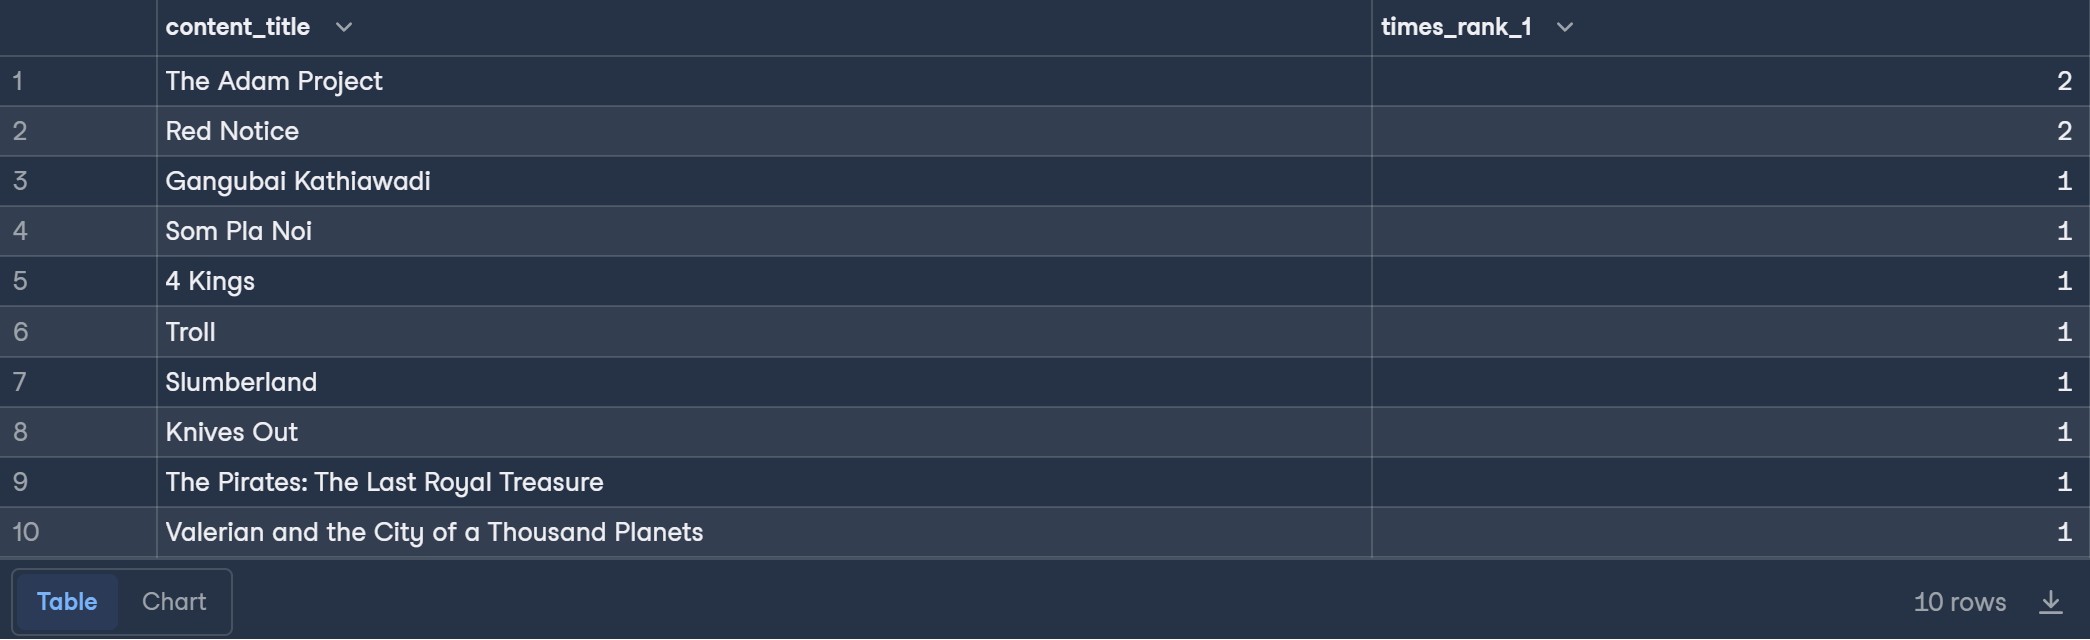 content_title times_rank_1
1 The Adam Project 2
2 Red Notice 2
3 Gangubai Kathiawadi 1
4 Som Pla Noi 1
5 4 Kings 1
6 Troll 1
7 Slumberland 1
8 Knives Out 1
9 The Pirates: The Last Royal Treasure 1
10 Valerian and the City of a Thousand Planets 1
Table Chart 10 rows